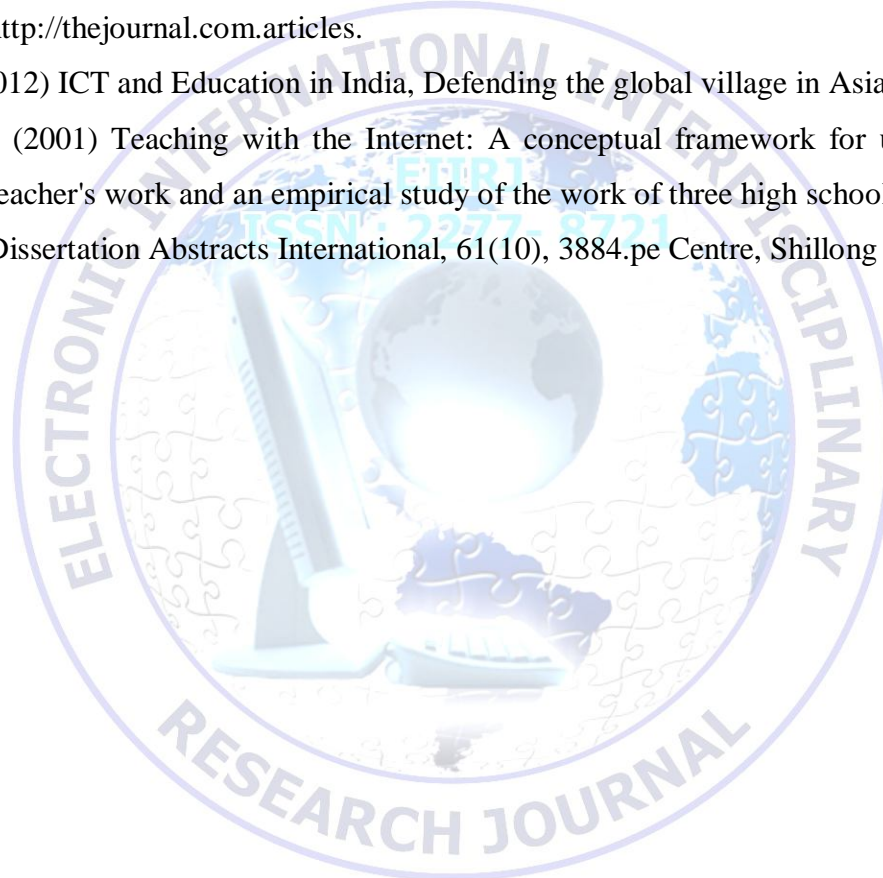 ttp://thejournal.com.articles.
012) ICT and Education in India, Defending the global village in Asia
(2001) Teaching with the Internet: A conceptual framework for u
eacher's work and an empirical study of the work of three high school
Dissertation Abstracts International, 61(10), 3884.pe Centre, Shillong
ELECTRONIC INTERNATIONAL INTERDISCIPLINARY
EIIRJ
ISSN : 2277- 8721
RESEARCH JOURNAL